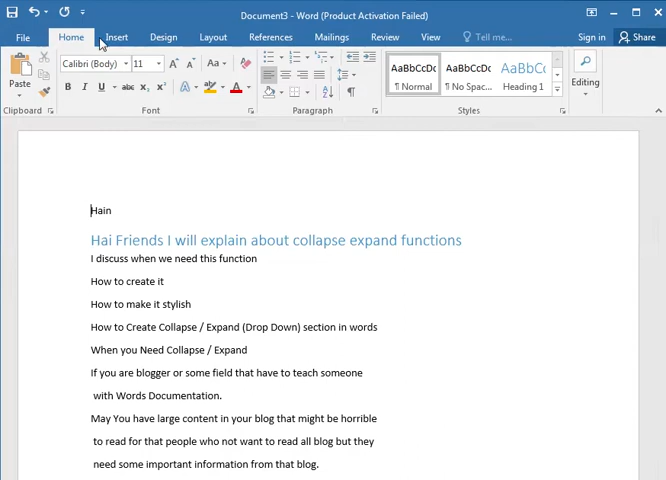 Document3 - Word (Product Activation Failed)
File Home Insert Design Layout References Mailings Review View Tell me... Sign in Share
Paste
Calibri (Body) 11 Aa
B I U abc x₂ x² A A
AaBbCcDc AaBbCcDc AaBbCc
¶ Normal ¶ No Spac... Heading 1
Editing
Clipboard Font Paragraph Styles
Hain
Hai Friends I will explain about collapse expand functions
I discuss when we need this function
How to create it
How to make it stylish
How to Create Collapse / Expand (Drop Down) section in words
When you Need Collapse / Expand
If you are blogger or some field that have to teach someone
with Words Documentation.
May You have large content in your blog that might be horrible
to read for that people who not want to read all blog but they
need some important information from that blog.